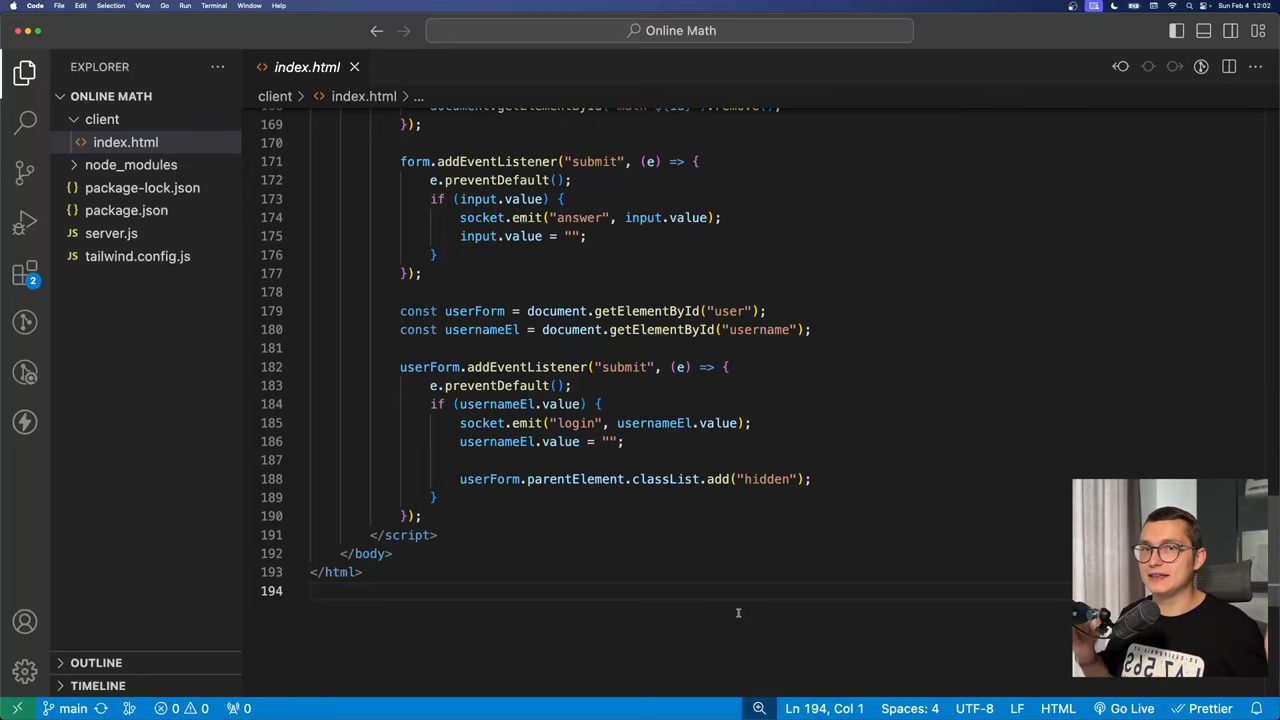 Code File Edit Selection View Go Run Terminal Window Help
Sun Feb 4 12:02
Online Math
EXPLORER
index.html
ONLINE MATH
client
index.html
node_modules
package-lock.json
package.json
server.js
tailwind.config.js
OUTLINE
TIMELINE
client > index.html > ...
169 });
170
171 form.addEventListener("submit", (e) => {
172 e.preventDefault();
173 if (input.value) {
174 socket.emit("answer", input.value);
175 input.value = "";
176 }
177 });
178
179 const userForm = document.getElementById("user");
180 const usernameEl = document.getElementById("username");
181
182 userForm.addEventListener("submit", (e) => {
183 e.preventDefault();
184 if (usernameEl.value) {
185 socket.emit("login", usernameEl.value);
186 usernameEl.value = "";
187
188 userForm.parentElement.classList.add("hidden");
189 }
190 });
191 </script>
192 </body>
193 </html>
194
2
main 0 0 0
Ln 194, Col 1 Spaces: 4 UTF-8 LF HTML Go Live Prettier